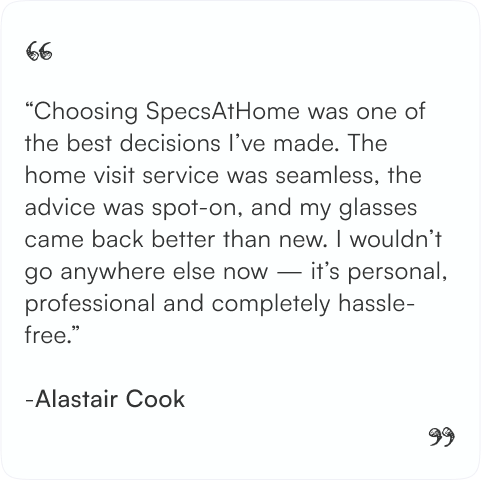 “
“Choosing SpecsAtHome was one of
the best decisions I’ve made. The
home visit service was seamless, the
advice was spot-on, and my glasses
came back better than new. I wouldn’t
go anywhere else now — it’s personal,
professional and completely hassle-
free.”
-Alastair Cook
”